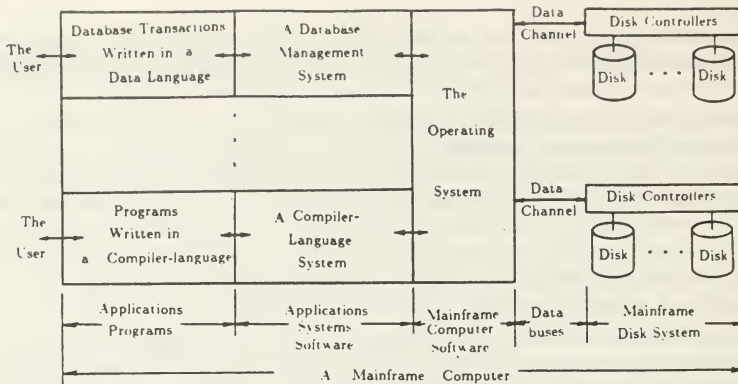 The
User
Database Transactions
Written in a
Data Language
A Database
Management
System
The
Operating
System
Data
Channel
Disk Controllers
Disk
Disk
The
User
Programs
Written in
a Compiler-language
A Compiler-
Language
System
Data
Channel
Disk Controllers
Disk
Disk
Applications
Programs
Applications
Systems
Software
Mainframe
Computer
Software
Data
buses
Mainframe
Disk System
A Mainframe Computer